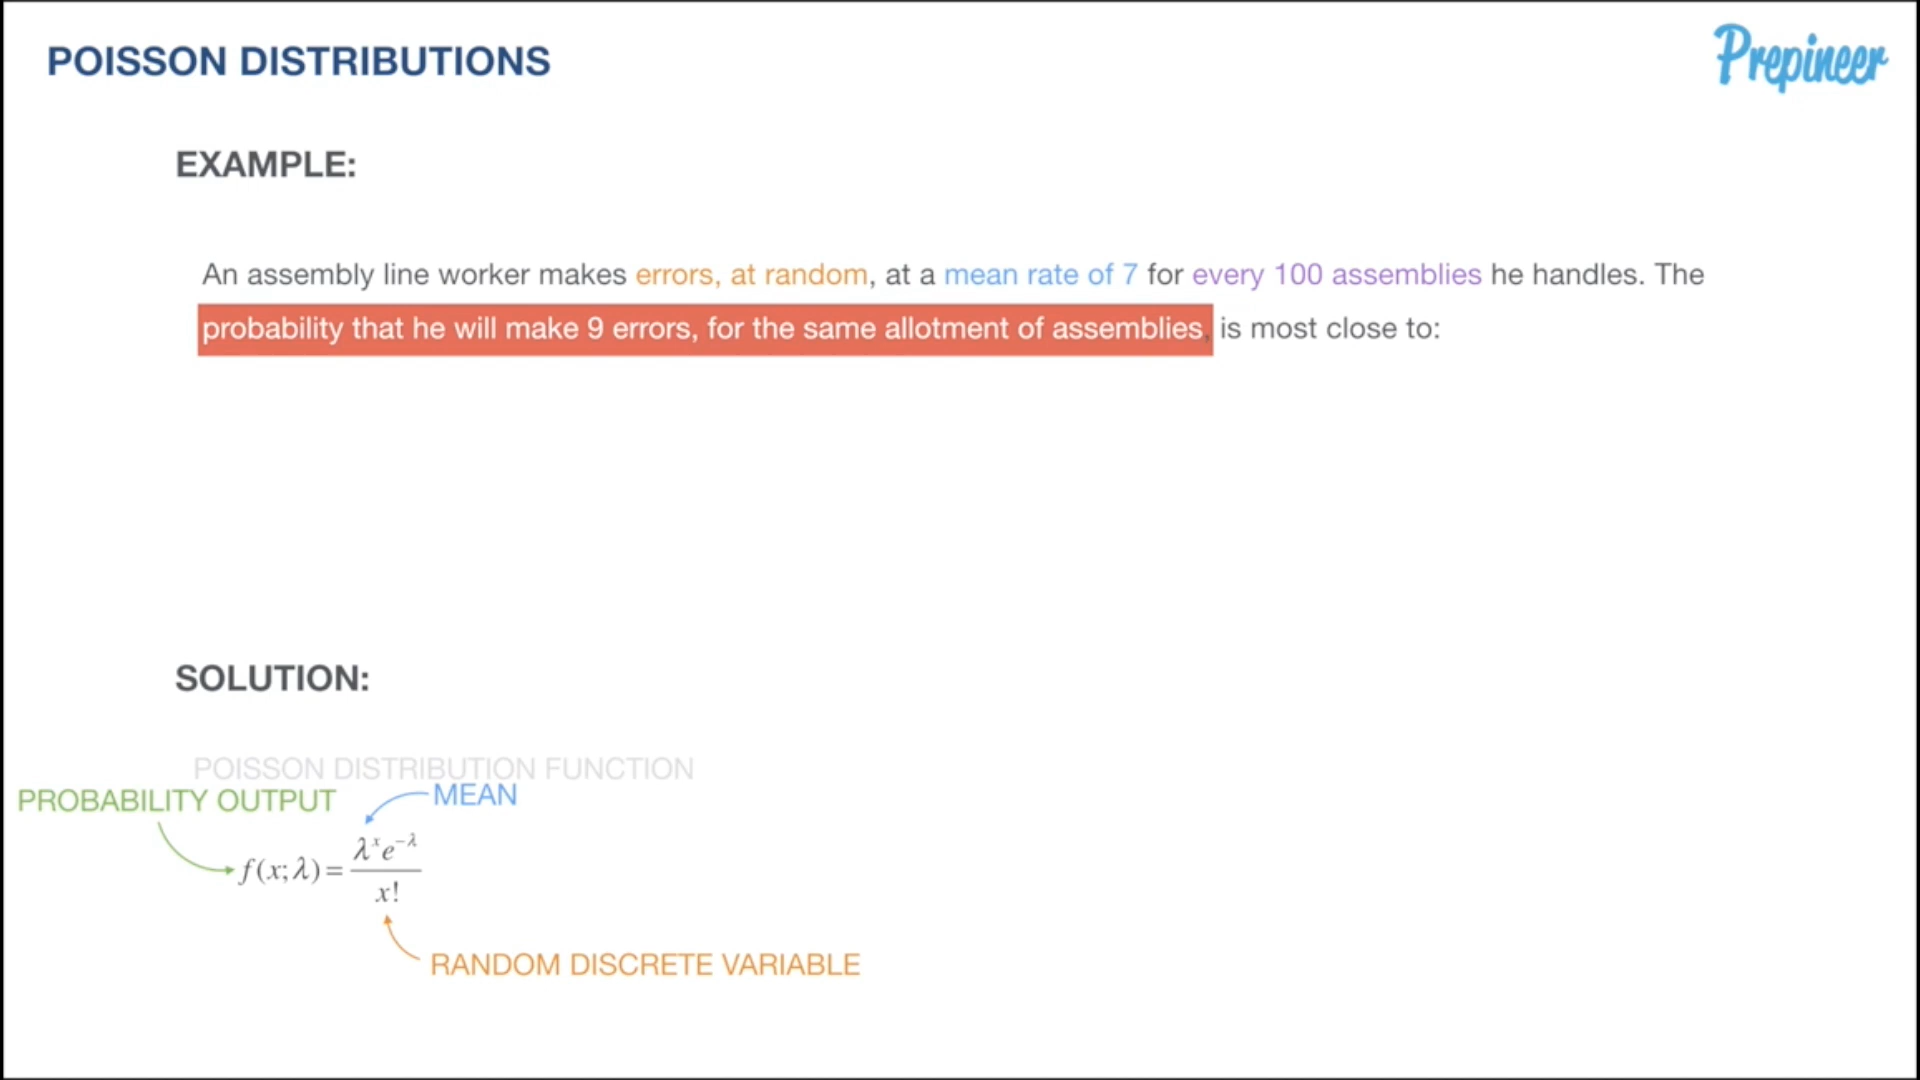 POISSON DISTRIBUTIONS
Prepineer
EXAMPLE:
An assembly line worker makes errors, at random, at a mean rate of 7 for every 100 assemblies he handles. The
probability that he will make 9 errors, for the same allotment of assemblies, is most close to:
SOLUTION:
POISSON DISTRIBUTION FUNCTION
PROBABILITY OUTPUT
MEAN
f(x;λ)=λˣe⁻λ/x!
RANDOM DISCRETE VARIABLE